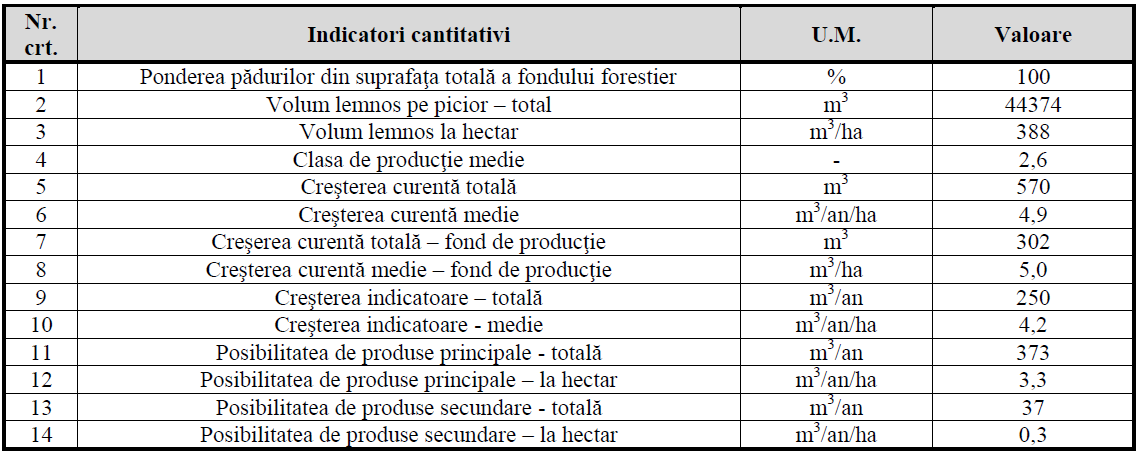 Nr. crt. Indicatori cantitativi U.M. Valoare
1 Ponderea pădurilor din suprafaţa totală a fondului forestier % 100
2 Volum lemnos pe picior – total m³ 44374
3 Volum lemnos la hectar m³/ha 388
4 Clasa de producţie medie - 2,6
5 Creşterea curentă totală m³ 570
6 Creşterea curentă medie m³/an/ha 4,9
7 Creşerea curentă totală – fond de producţie m³ 302
8 Creşterea curentă medie – fond de producţie m³/ha 5,0
9 Creşterea indicatoare – totală m³/an 250
10 Creşterea indicatoare - medie m³/an/ha 4,2
11 Posibilitatea de produse principale - totală m³/an 373
12 Posibilitatea de produse principale – la hectar m³/an/ha 3,3
13 Posibilitatea de produse secundare - totală m³/an 37
14 Posibilitatea de produse secundare – la hectar m³/an/ha 0,3